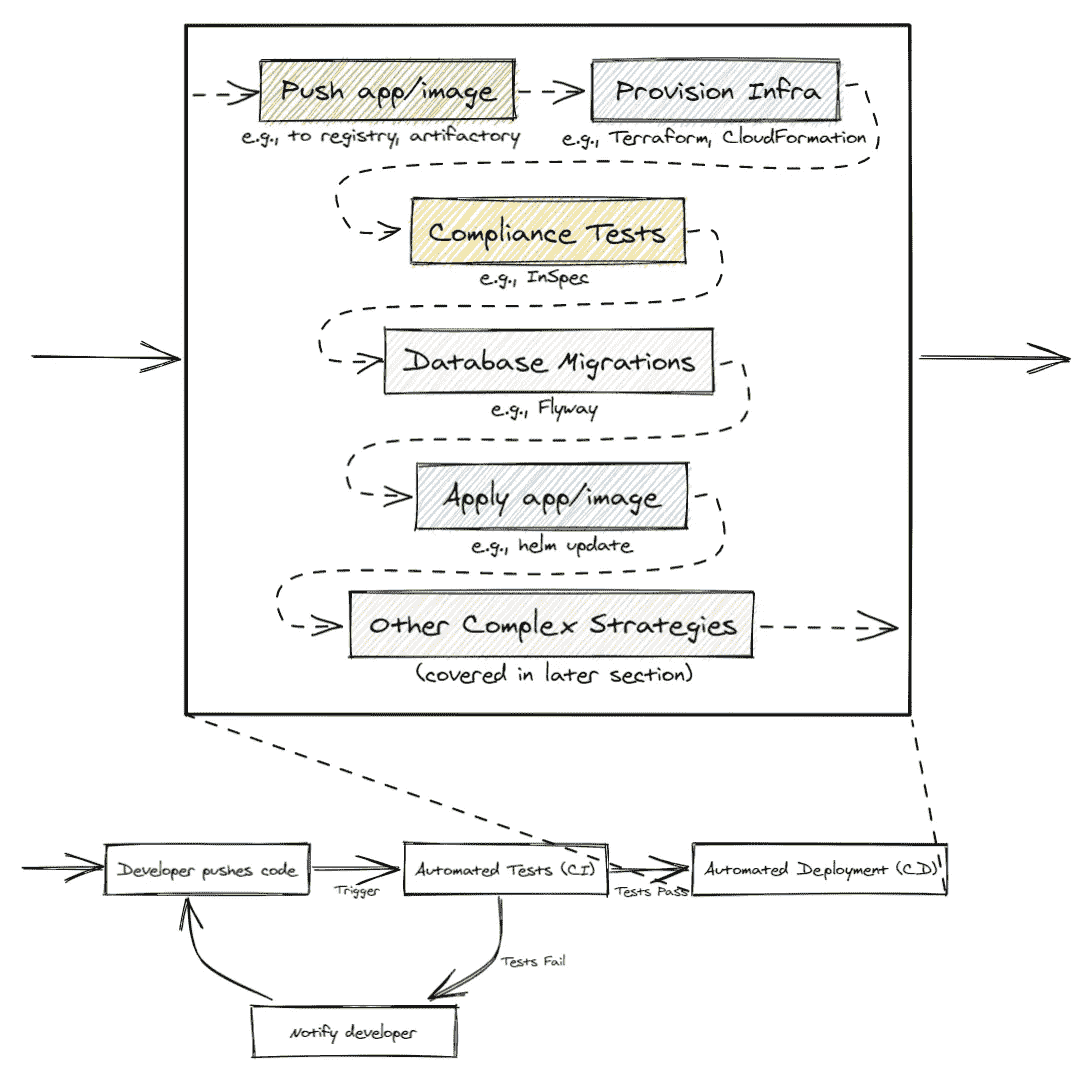 Push app/image
e.g., to registry, artifactory
Provision Infra
e.g., Terraform, CloudFormation
Compliance Tests
e.g., InSpec
Database Migrations
e.g., Flyway
Apply app/image
e.g., helm update
Other Complex Strategies
(covered in later section)
Developer pushes code
Trigger
Automated Tests (CI)
Tests Pass
Automated Deployment (CD)
Tests Fail
Notify developer